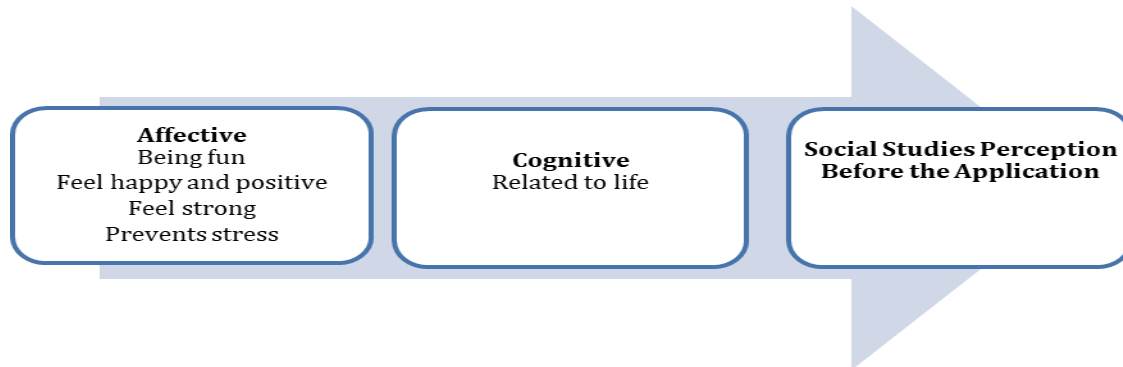 Affective
Being fun
Feel happy and positive
Feel strong
Prevents stress
Cognitive
Related to life
Social Studies Perception
Before the Application